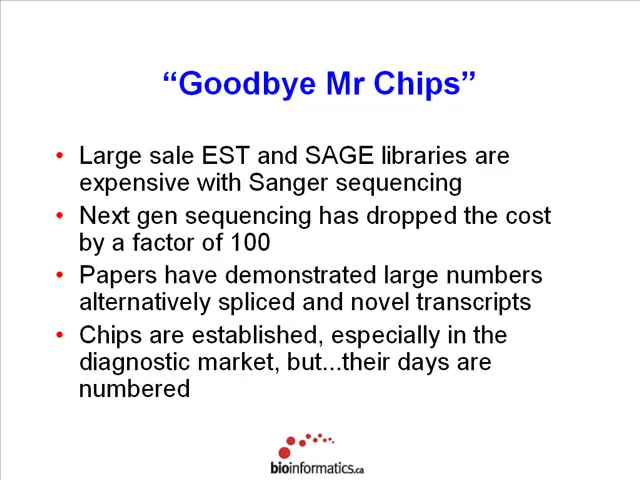 “Goodbye Mr Chips”
• Large sale EST and SAGE libraries are
expensive with Sanger sequencing
• Next gen sequencing has dropped the cost
by a factor of 100
• Papers have demonstrated large numbers
alternatively spliced and novel transcripts
• Chips are established, especially in the
diagnostic market, but...their days are
numbered
bioinformatics.ca